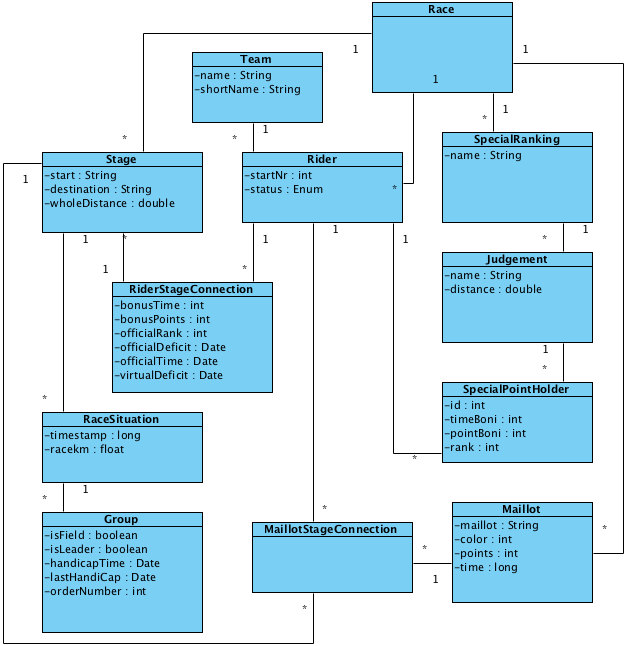 Race
1
1
1
Team
-name : String
-shortName : String
1
*
1
*
*
SpecialRanking
-name : String
1
*
Stage
-start : String
-destination : String
-wholeDistance : double
1
1
*
Rider
-startNr : int
-status : Enum
*
1
1
1
Judgement
-name : String
-distance : double
1
*
1
*
RiderStageConnection
-bonusTime : int
-bonusPoints : int
-officialRank : int
-officialDeficit : Date
-officialTime : Date
-virtualDeficit : Date
SpecialPointHolder
-id : int
-timeBoni : int
-pointBoni : int
-rank : int
*
*
RaceSituation
-timestamp : long
-racekm : float
1
*
Group
-isField : boolean
-isLeader : boolean
-handicapTime : Date
-lastHandiCap : Date
-orderNumber : int
*
MaillotStageConnection
*
1
*
Maillot
-maillot : String
-color : int
-points : int
-time : long
*